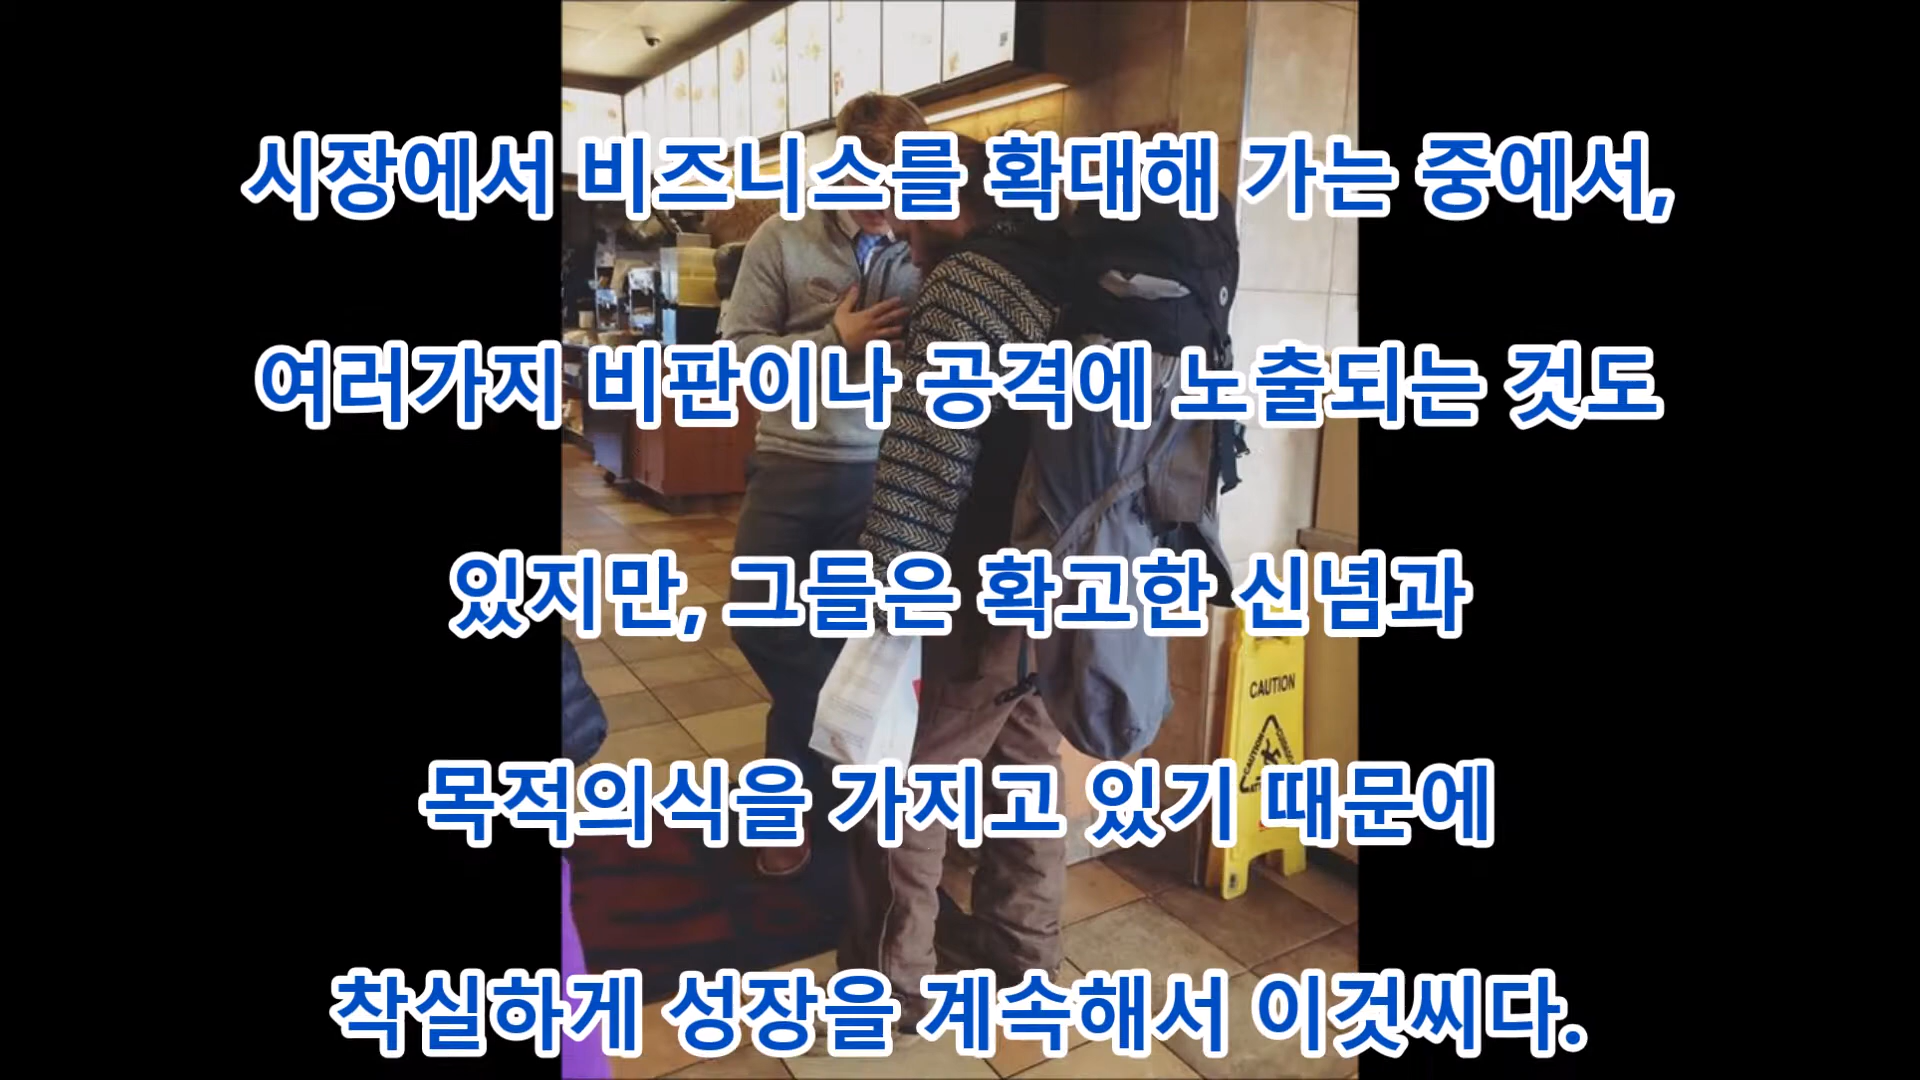 시장에서 비즈니스를 확대해 가는 중에서,
여러가지 비판이나 공격에 노출되는 것도
있지만, 그들은 확고한 신념과
목적의식을 가지고 있기 때문에
착실하게 성장을 계속해서 이것씨다.
CAUTION